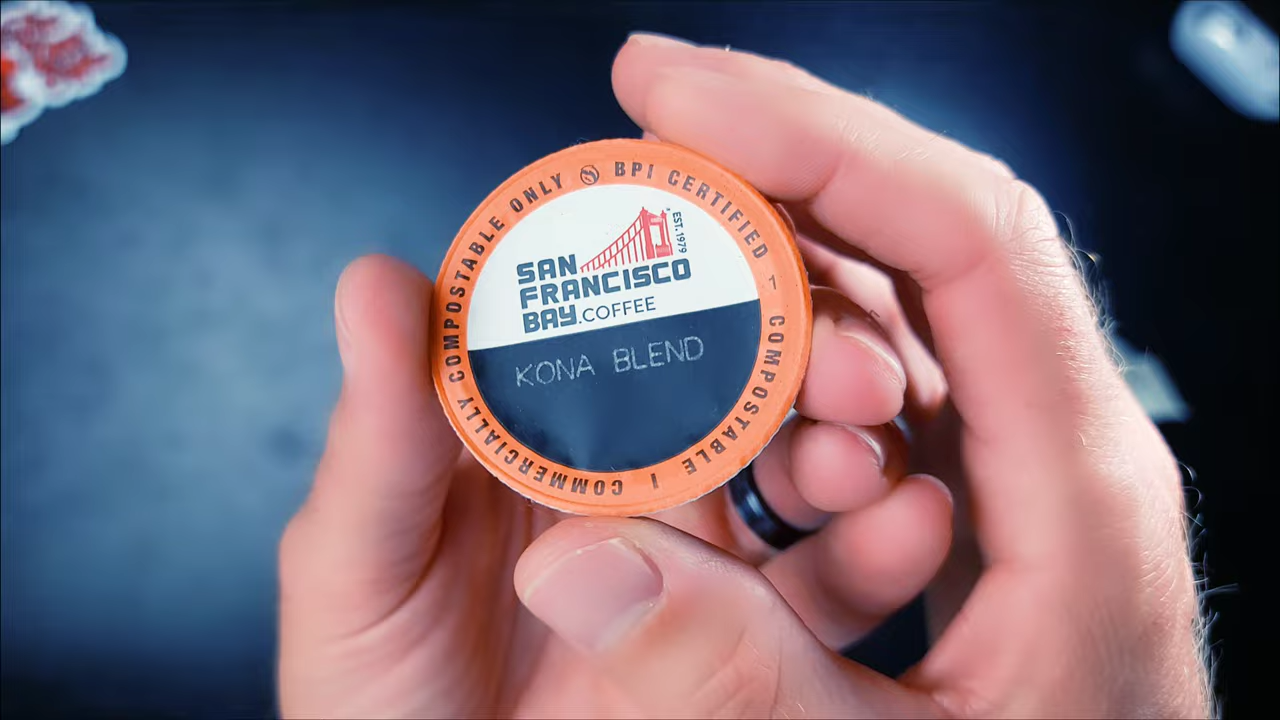 COMMERCIALLY COMPOSTABLE ONLY
BPI CERTIFIED
COMPOSTABLE |
EST. 1979
SAN
FRANCISCO
BAY.COFFEE
KONA BLEND